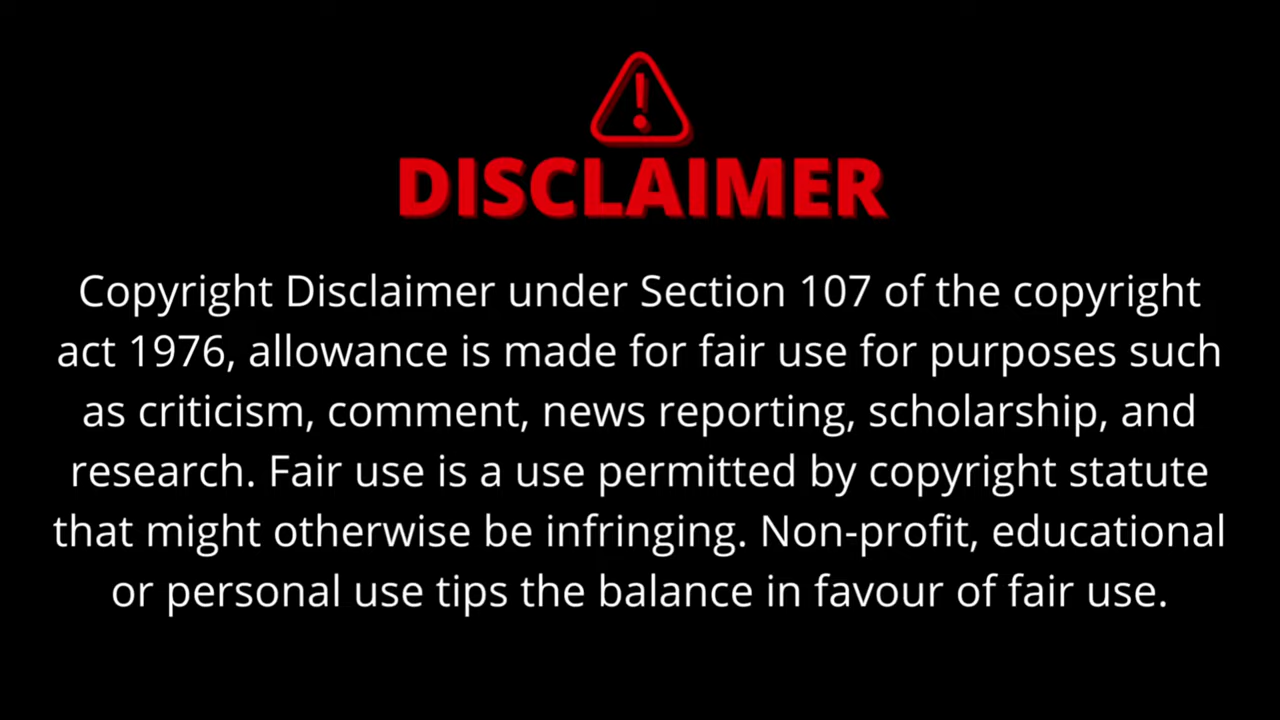 DISCLAIMER
Copyright Disclaimer under Section 107 of the copyright
act 1976, allowance is made for fair use for purposes such
as criticism, comment, news reporting, scholarship, and
research. Fair use is a use permitted by copyright statute
that might otherwise be infringing. Non-profit, educational
or personal use tips the balance in favour of fair use.